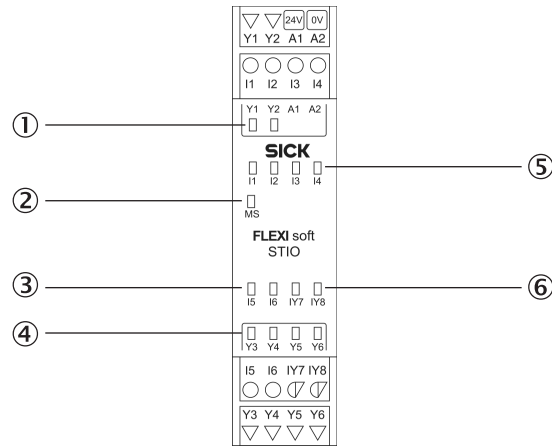 24V 0V
Y1 Y2 A1 A2
I1 I2 I3 I4
Y1 Y2 A1 A2
①
SICK
⑤
I1 I2 I3 I4
②
MS
FLEXI soft
STIO
③ ⑥
I5 I6 IY7 IY8
④
Y3 Y4 Y5 Y6
I5 I6 IY7 IY8
Y3 Y4 Y5 Y6